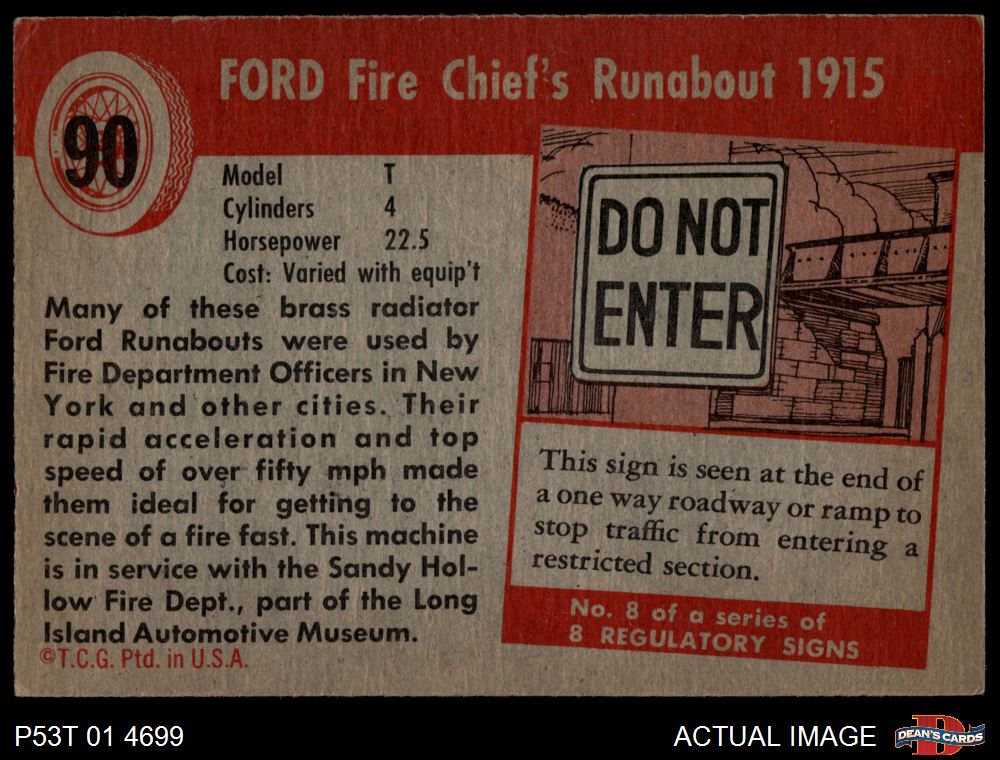 FORD Fire Chief's Runabout 1915
90
Model T
Cylinders 4
Horsepower 22.5
Cost: Varied with equip't
Many of these brass radiator
Ford Runabouts were used by
Fire Department Officers in New
York and other cities. Their
rapid acceleration and top
speed of over fifty mph made
them ideal for getting to the
scene of a fire fast. This machine
is in service with the Sandy Hol-
low Fire Dept., part of the Long
Island Automotive Museum.
©T.C.G. Ptd. in U.S.A.
DO NOT
ENTER
This sign is seen at the end of
a one way roadway or ramp to
stop traffic from entering a
restricted section.
No. 8 of a series of
8 REGULATORY SIGNS
P53T 01 4699
ACTUAL IMAGE
D
DEAN'S CARDS